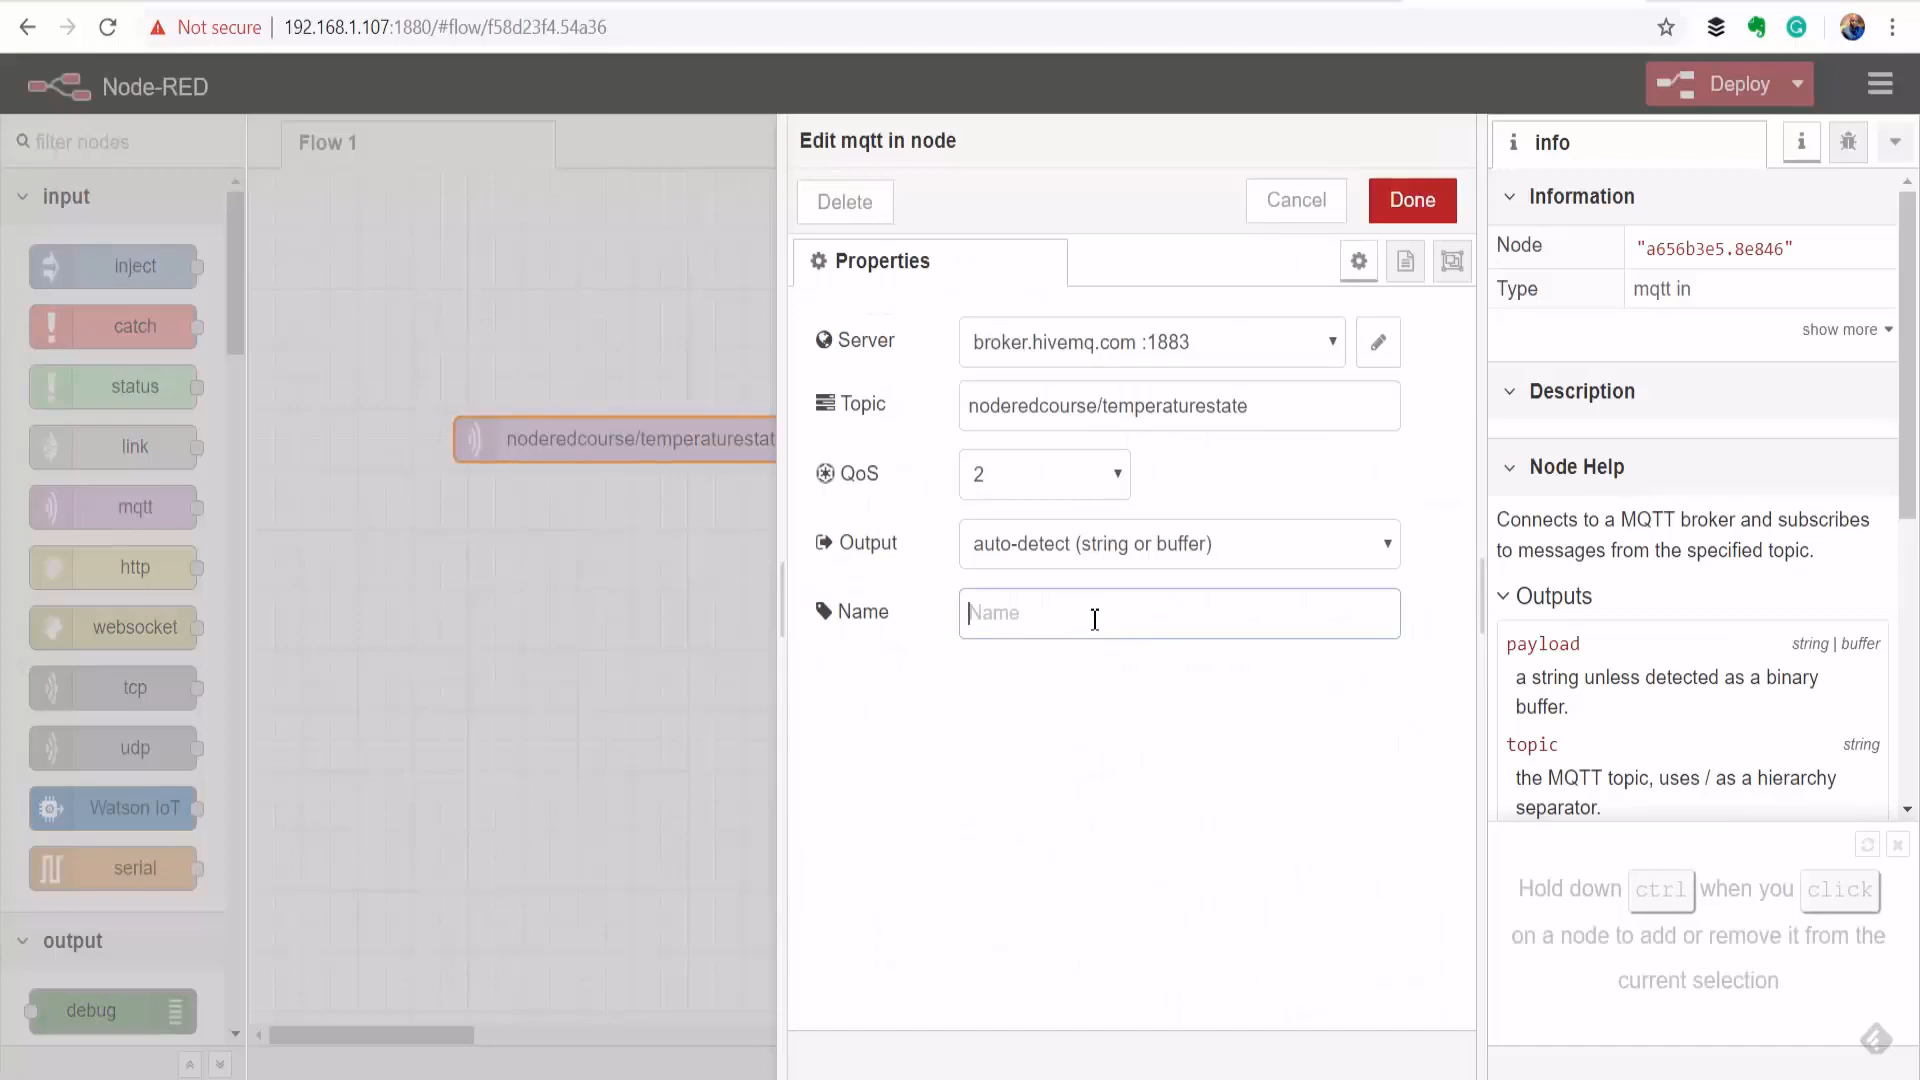 Not secure | 192.168.1.107:1880/#flow/f58d23f4.54a36
Node-RED
Deploy
filter nodes
input
inject
catch
status
link
mqtt
http
websocket
tcp
udp
Watson IoT
serial
output
debug
Flow 1
noderedcourse/temperaturestat
Edit mqtt in node
Delete
Cancel
Done
Properties
Server
broker.hivemq.com :1883
Topic
noderedcourse/temperaturestate
QoS
2
Output
auto-detect (string or buffer)
Name
Name
i info
i
Information
Node "a656b3e5.8e846"
Type mqtt in
show more
Description
Node Help
Connects to a MQTT broker and subscribes
to messages from the specified topic.
Outputs
payload string | buffer
a string unless detected as a binary
buffer.
topic string
the MQTT topic, uses / as a hierarchy
separator.
Hold down ctrl when you click
on a node to add or remove it from the
current selection